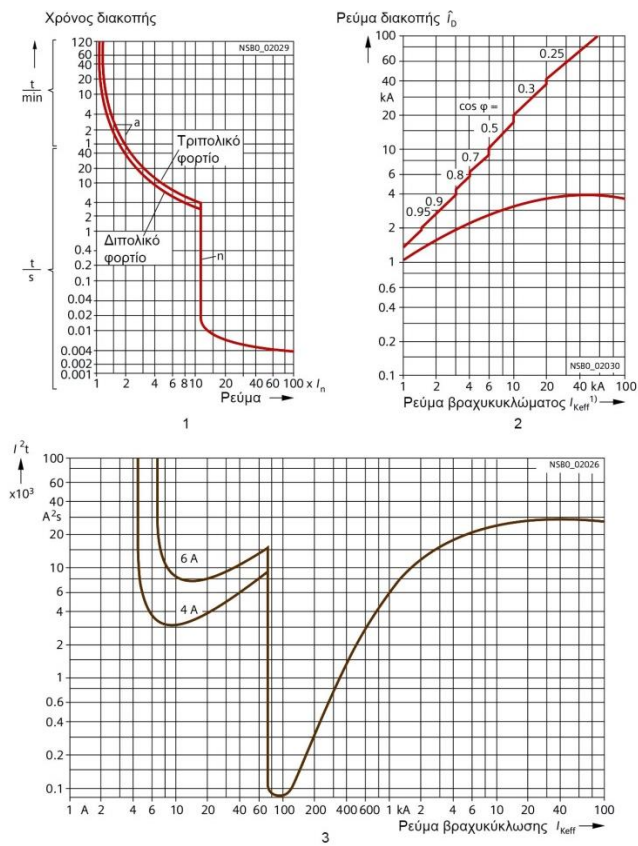 Χρόνος διακοπής
NSB0_02029
t
min
t
s
120
60
40
20
10
4
2
1
40
20
10
4
2
1
0.4
0.2
0.1
0.04
0.02
0.01
0.004
0.002
0.001
a
Τριπολικό
φορτίο
Διπολικό
φορτίο
n
1 2 4 6 8 10 20 40 60 100 x In
Ρεύμα
1
Ρεύμα διακοπής ÎD
100
60
40
kA
20
10
6
4
2
1
0.6
0.4
0.2
0.1
cos φ =
0.25
0.3
0.5
0.7
0.8
0.9
0.95
NSB0_02030
1 2 4 6 10 20 40 kA 100
Ρεύμα βραχυκυκλώματος IKeff 1)
2
I²t
x10³
A²s
100
60
40
20
10
6
4
2
1
0.6
0.4
0.2
0.1
NSB0_02026
6 A
4 A
1 A 2 4 6 10 20 40 60 100 200 400 600 1 kA 2 4 6 10 20 40 60 100
Ρεύμα βραχυκύκλωσης IKeff
3